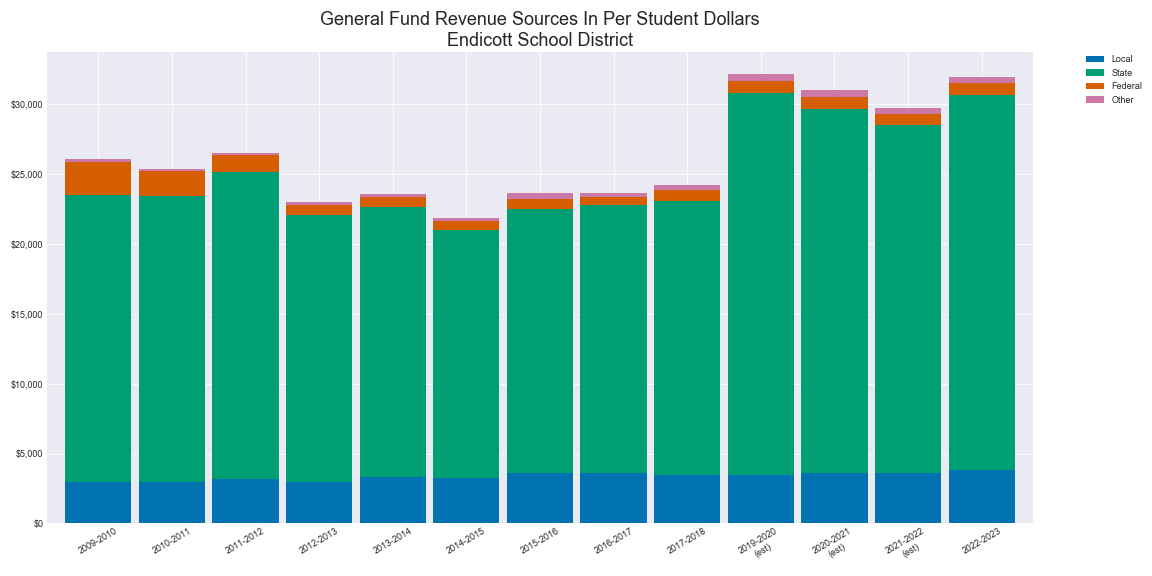 General Fund Revenue Sources In Per Student Dollars
Endicott School District
Local
State
Federal
Other
$30,000
$25,000
$20,000
$15,000
$10,000
$5,000
$0
2009-2010
2010-2011
2011-2012
2012-2013
2013-2014
2014-2015
2015-2016
2016-2017
2017-2018
2019-2020
(est)
2020-2021
(est)
2021-2022
(est)
2022-2023